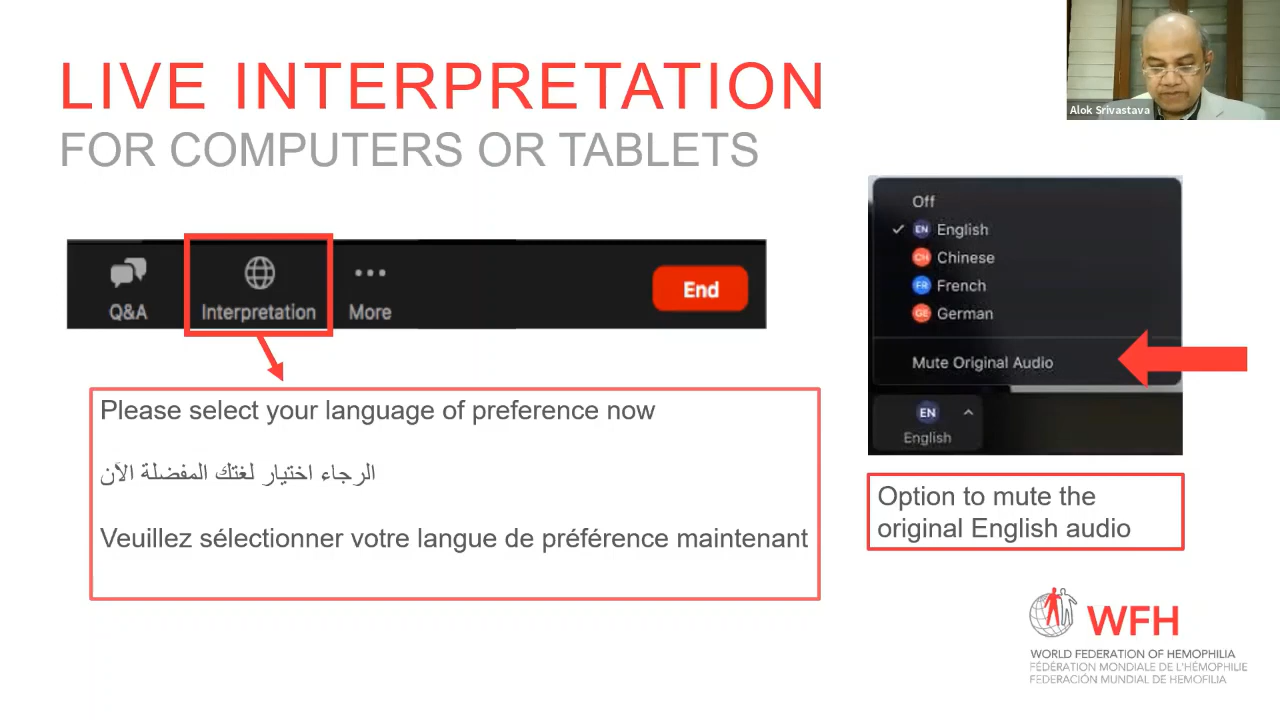 LIVE INTERPRETATION
FOR COMPUTERS OR TABLETS
Alok Srivastava
Q&A
Interpretation
More
End
Please select your language of preference now
الرجاء اختيار لغتك المفضلة الآن
Veuillez sélectionner votre langue de préférence maintenant
Off
EN English
CH Chinese
FR French
GE German
Mute Original Audio
EN
English
Option to mute the
original English audio
WFH
WORLD FEDERATION OF HEMOPHILIA
FÉDÉRATION MONDIALE DE L'HÉMOPHILIE
FEDERACIÓN MUNDIAL DE HEMOFILIA